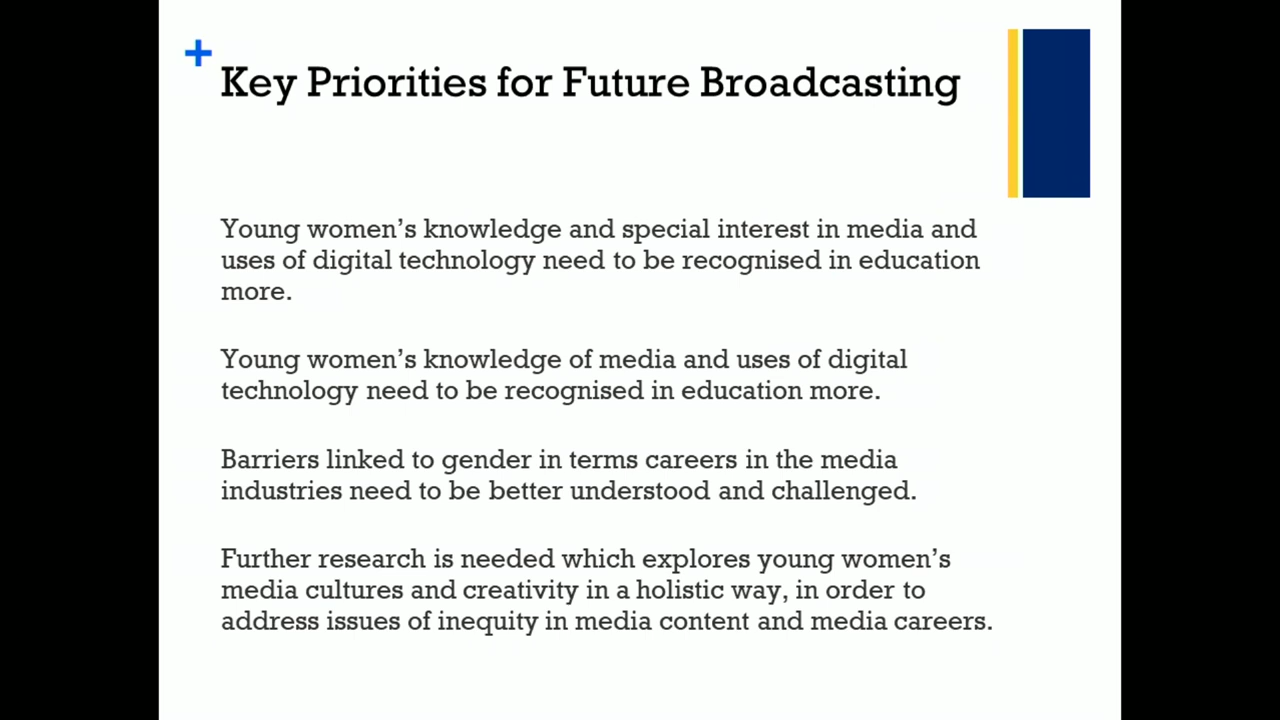 +
Key Priorities for Future Broadcasting
Young women's knowledge and special interest in media and
uses of digital technology need to be recognised in education
more.
Young women's knowledge of media and uses of digital
technology need to be recognised in education more.
Barriers linked to gender in terms careers in the media
industries need to be better understood and challenged.
Further research is needed which explores young women's
media cultures and creativity in a holistic way, in order to
address issues of inequity in media content and media careers.